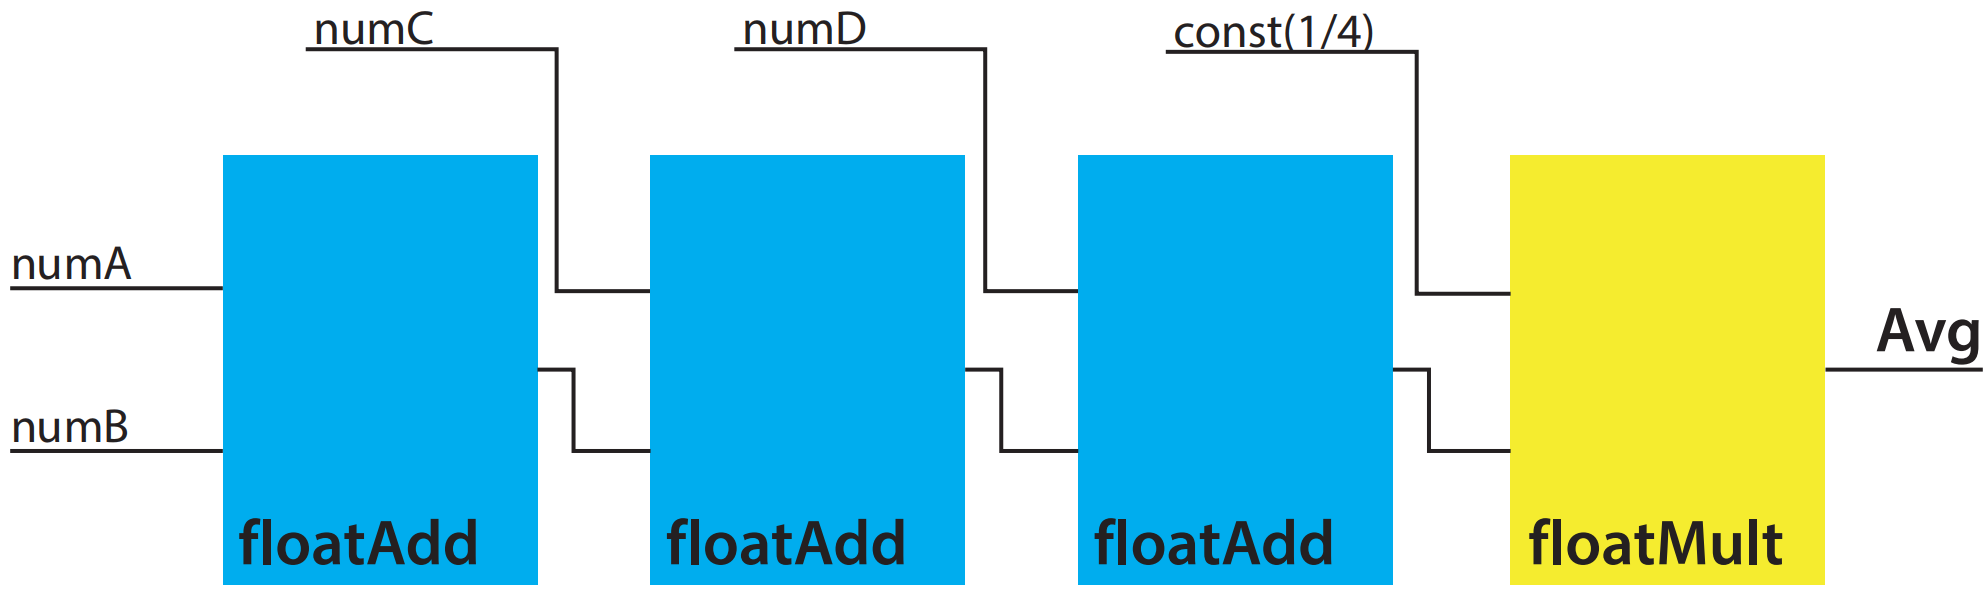 numC
numD
const(1/4)
numA
numB
Avg
floatAdd
floatAdd
floatAdd
floatMult